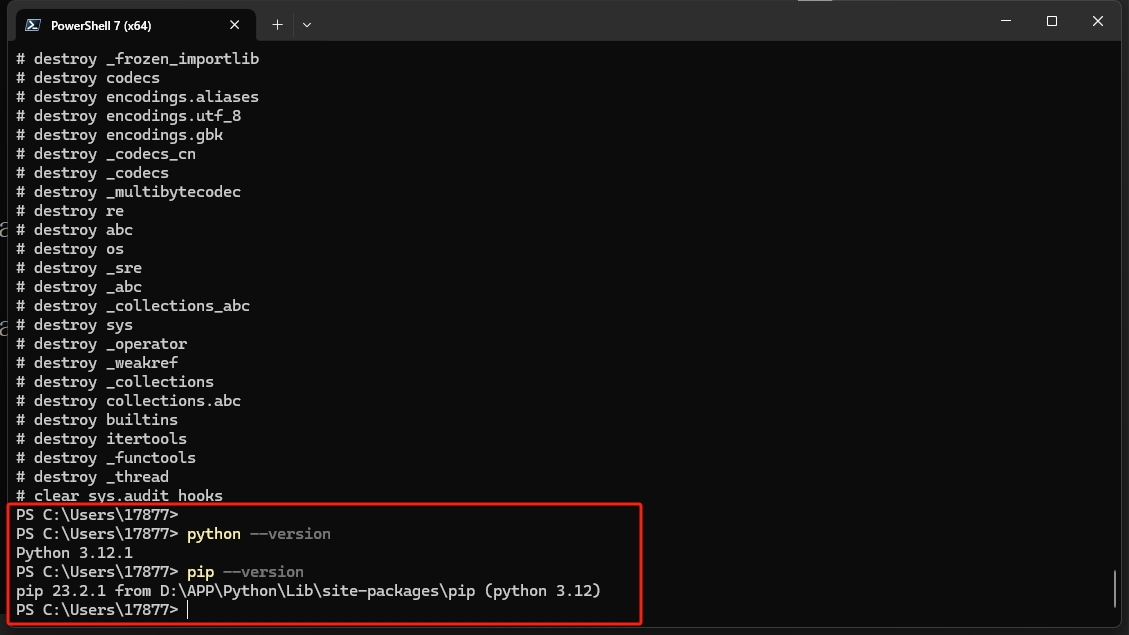 PowerShell 7 (x64)
# destroy _frozen_importlib
# destroy codecs
# destroy encodings.aliases
# destroy encodings.utf_8
# destroy encodings.gbk
# destroy _codecs_cn
# destroy _codecs
# destroy _multibytecodec
# destroy re
# destroy abc
# destroy os
# destroy _sre
# destroy _abc
# destroy _collections_abc
# destroy sys
# destroy _operator
# destroy _weakref
# destroy _collections
# destroy collections.abc
# destroy builtins
# destroy itertools
# destroy _functools
# destroy _thread
# clear sys.audit hooks
PS C:\Users\17877>
PS C:\Users\17877> python --version
Python 3.12.1
PS C:\Users\17877> pip --version
pip 23.2.1 from D:\APP\Python\Lib\site-packages\pip (python 3.12)
PS C:\Users\17877>